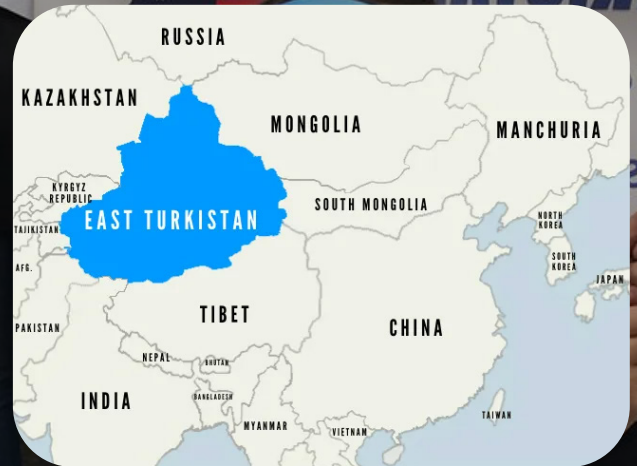 RUSSIA
KAZAKHSTAN
MONGOLIA
MANCHURIA
KYRGYZ
REPUBLIC
SOUTH MONGOLIA
EAST TURKISTAN
TAJIKISTAN
NORTH
KOREA
SOUTH
KOREA
AFG.
JAPAN
TIBET
CHINA
PAKISTAN
NEPAL
BHUTAN
INDIA
BANGLADESH
MYANMAR
VIETNAM
TAIWAN